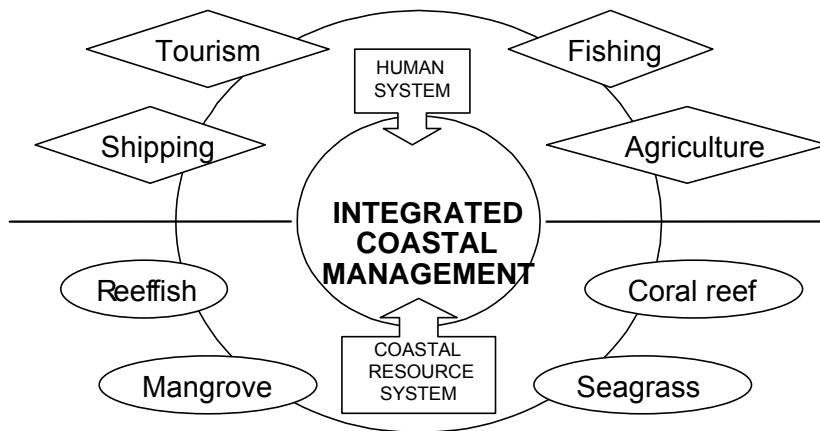 Tourism
Fishing
HUMAN
SYSTEM
Shipping
Agriculture
INTEGRATED
COASTAL
MANAGEMENT
Reeffish
Coral reef
COASTAL
RESOURCE
SYSTEM
Mangrove
Seagrass